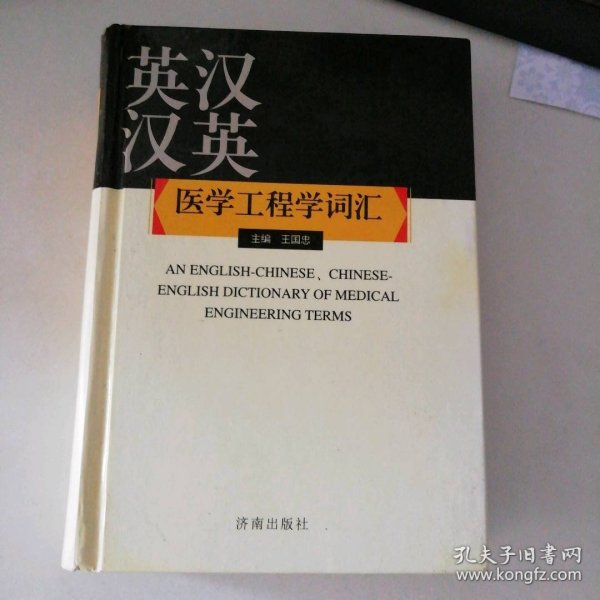 英汉
汉英
医学工程学词汇
主编 王国忠
AN ENGLISH-CHINESE、CHINESE-
ENGLISH DICTIONARY OF MEDICAL
ENGINEERING TERMS
济南出版社
孔夫子旧书网
www.kongfz.com